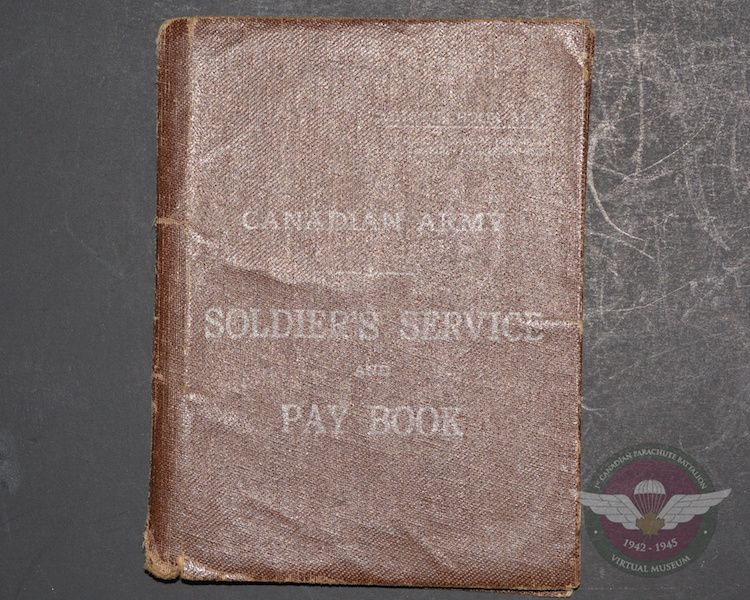 CANADIAN ARMY
SOLDIER'S SERVICE
AND
PAY BOOK
1st CANADIAN PARACHUTE BATTALION
1942 - 1945
VIRTUAL MUSEUM